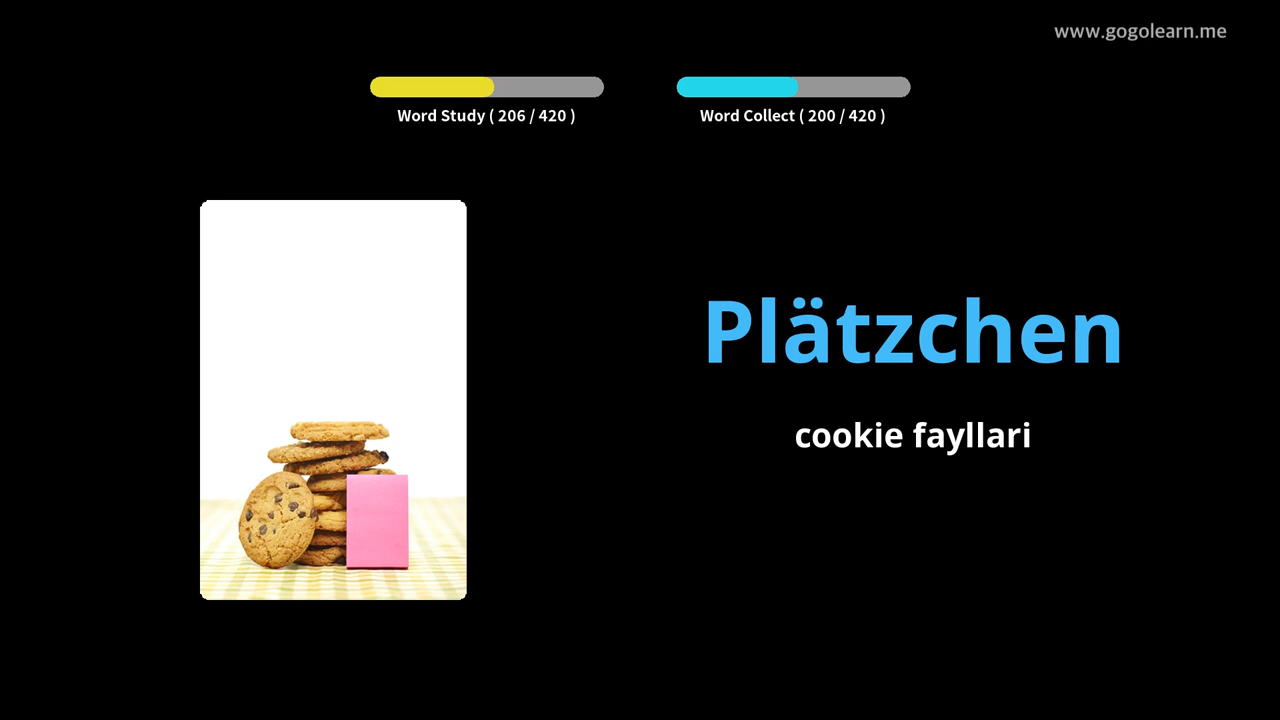 www.gogolearn.me
Word Study ( 206 / 420 )
Word Collect ( 200 / 420 )
Plätzchen
cookie fayllari